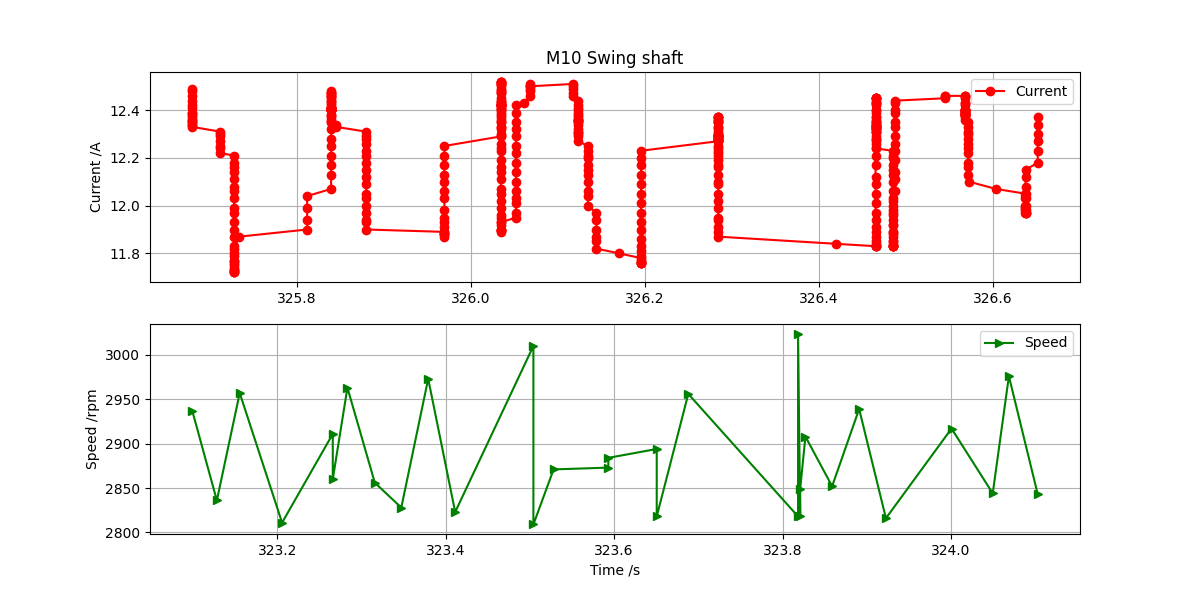 M10 Swing shaft
Current /A
12.4
12.2
12.0
11.8
Current
325.8 326.0 326.2 326.4 326.6
Speed /rpm
3000
2950
2900
2850
2800
Speed
323.2 323.4 323.6 323.8 324.0
Time /s